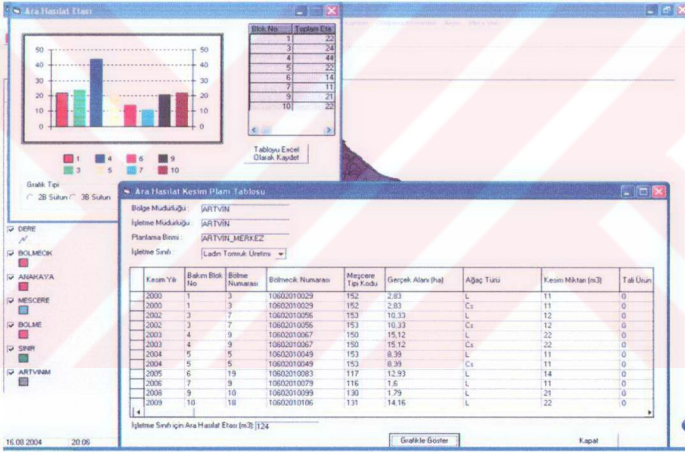 Ara Hasılat Etası
50 50
40 40
30 30
20 20
10 10
0 0
1 4 6 9
3 5 7 10
Grafik Tipi
2B Sütun 3B Sütun
Blok No Toplam Eta
1 22
3 24
4 44
5 22
6 14
7 11
9 21
10 22
Tabloyu Excel
Olarak Kaydet
DERE
BOLMECIK
ANAKAYA
MESCERE
BOLME
SINIR
ARTVINIM
Ara Hasılat Kesim Planı Tablosu
Bölge Müdürlüğü : ARTVİN
İşletme Müdürlüğü : ARTVİN
Planlama Birimi : ARTVİN_MERKEZ
İşletme Sınıfı Ladin Tomruk Üretimi
Kesim Yılı Bakım Blok No Bölme Numarası Bölmecik Numarası Meşcere Tipi Kodu Gerçek Alanı (ha) Ağaç Türü Kesim Miktarı (m3) Tali Ürün
2000 1 3 10602010029 152 2,83 L 11 0
2000 1 3 10602010029 152 2,83 Cs 11 0
2002 3 7 10602010056 153 10,33 L 12 0
2002 3 7 10602010056 153 10,33 Cs 12 0
2003 4 9 10602010067 150 15,12 L 22 0
2003 4 9 10602010067 150 15,12 Cs 22 0
2004 5 5 10602010049 153 8,39 L 11 0
2004 5 5 10602010049 153 8,39 Cs 11 0
2005 6 19 10602010083 117 12,93 L 14 0
2006 7 9 10602010079 116 1,6 L 11 0
2008 9 10 10602010099 130 1,79 L 21 0
2009 10 18 10602010106 131 14,16 L 22 0
İşletme Sınıfı için Ara Hasılat Etası (m3): 124
Grafikle Göster Kapat
16.08.2004 20:06